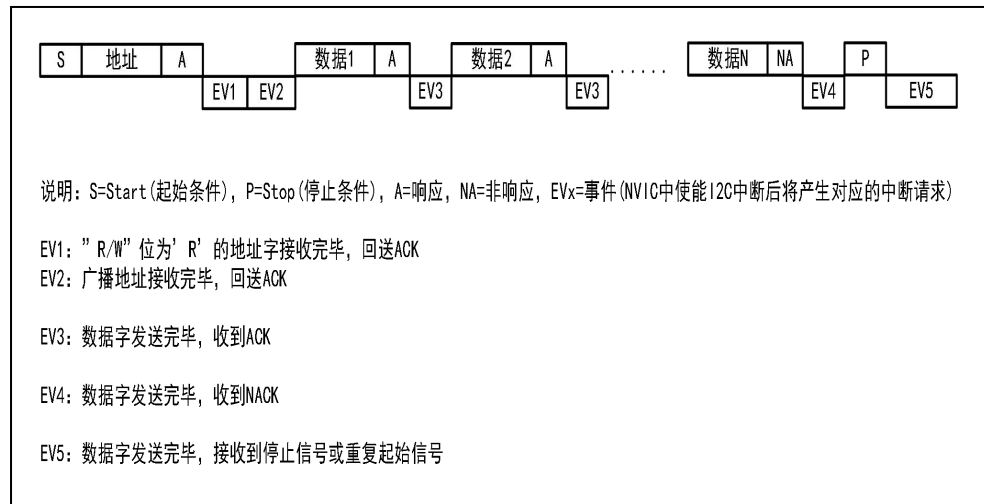 S 地址 A 数据1 A 数据2 A ...... 数据N NA P
EV1 EV2 EV3 EV3 EV4 EV5
说明: S=Start(起始条件), P=Stop(停止条件), A=响应, NA=非响应, EVx=事件(NVIC中使能I2C中断后将产生对应的中断请求)
EV1: ”R/W”位为’R’的地址字接收完毕, 回送ACK
EV2: 广播地址接收完毕, 回送ACK
EV3: 数据字发送完毕, 收到ACK
EV4: 数据字发送完毕, 收到NACK
EV5: 数据字发送完毕, 接收到停止信号或重复起始信号